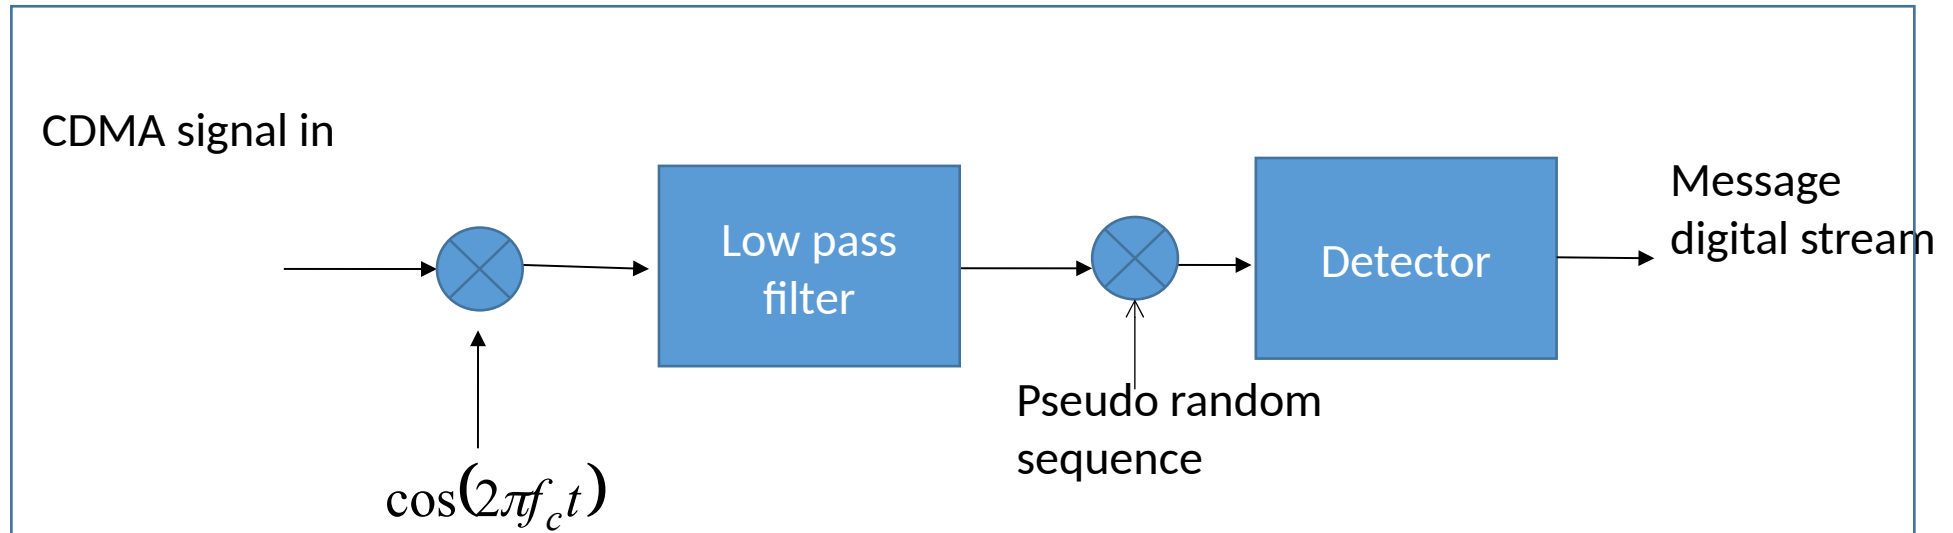 CDMA signal in
Low pass
filter
Detector
Message
digital stream
Pseudo random
sequence
cos(2πf_c t)